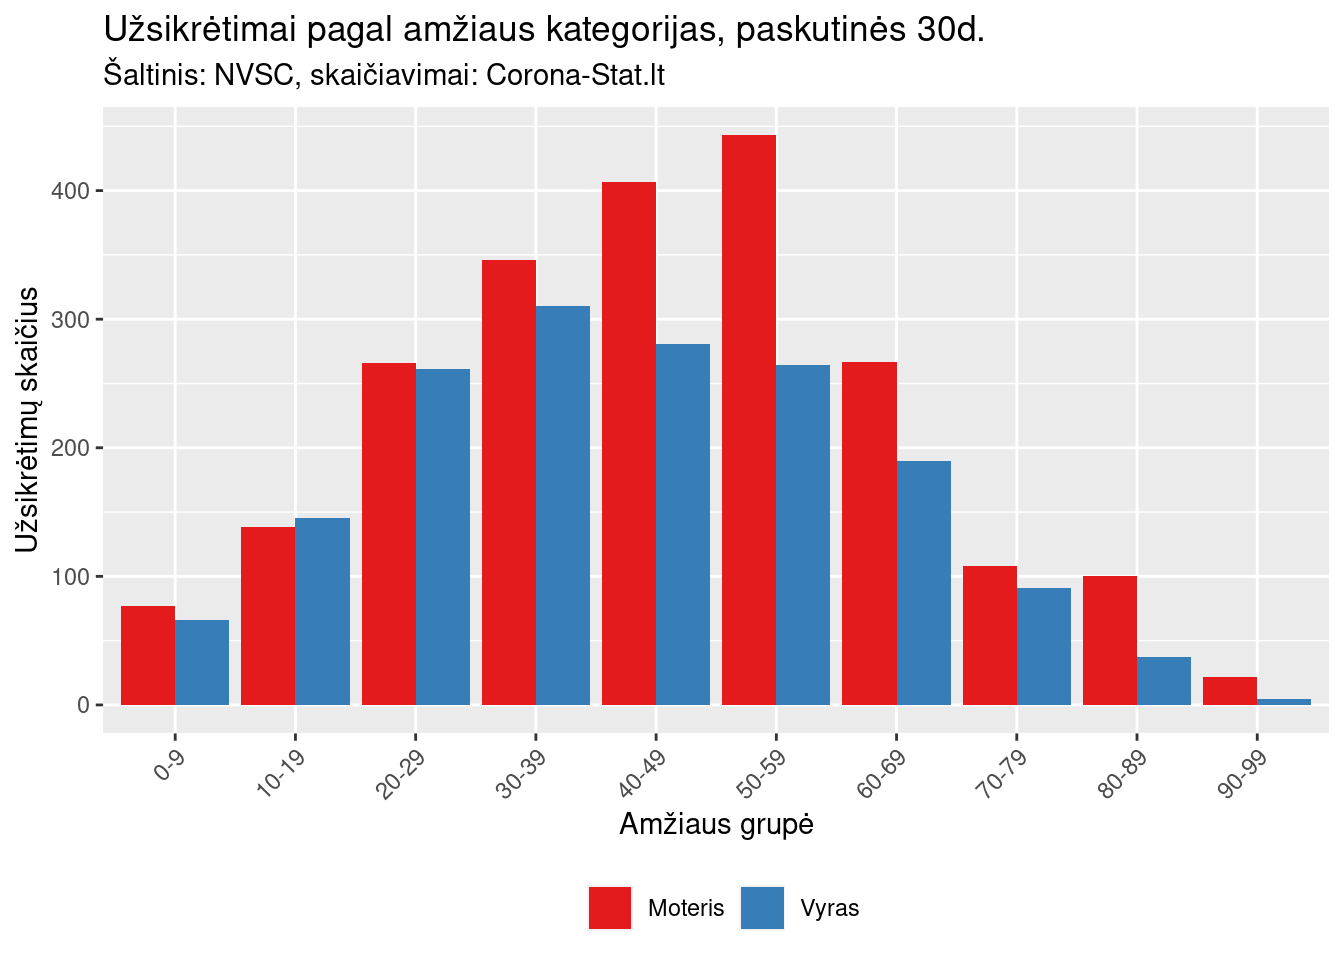 Užsikrėtimai pagal amžiaus kategorijas, paskutinės 30d.
Šaltinis: NVSC, skaičiavimai: Corona-Stat.lt
Užsikrėtimų skaičius
400
300
200
100
0
0-9
10-19
20-29
30-39
40-49
50-59
60-69
70-79
80-89
90-99
Amžiaus grupė
Moteris
Vyras